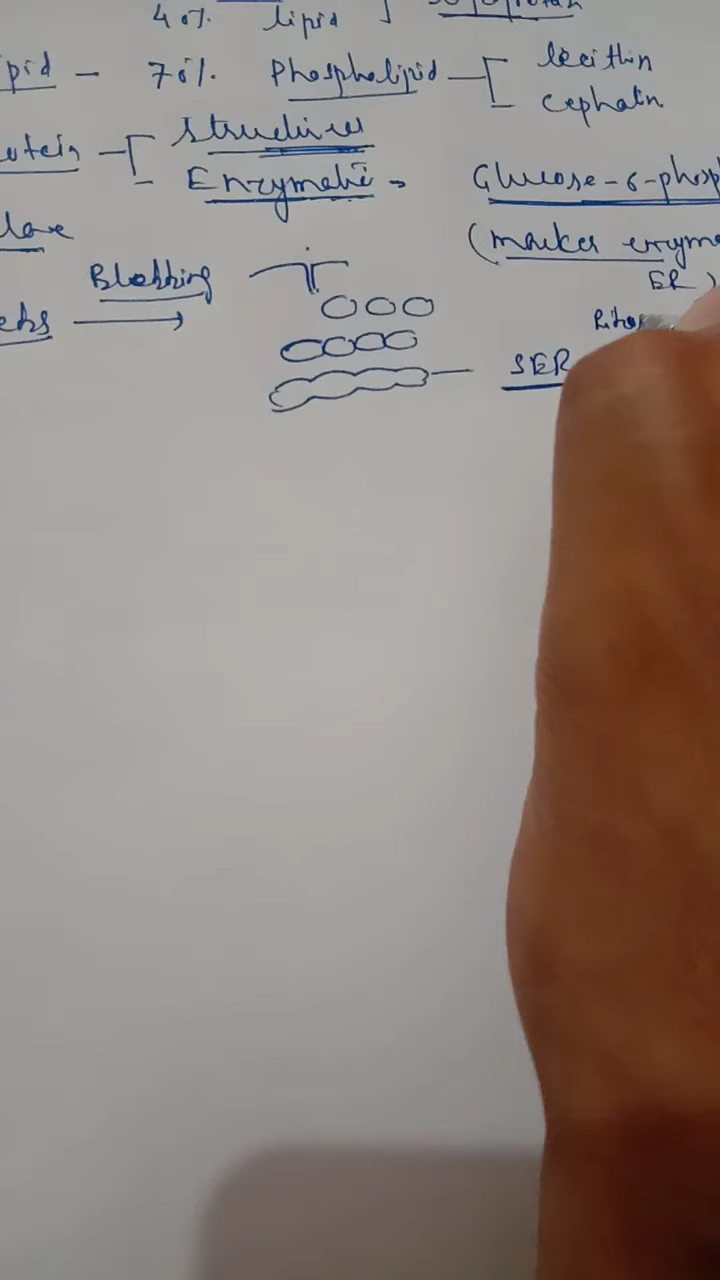 40%. lipid ]
pid - 70%. Phospholipid - lecithin
cephalin
otein - Structural
Enzymatic - Glucose-6-phosp
(marker enzyme
ER)
Blebbing
SER